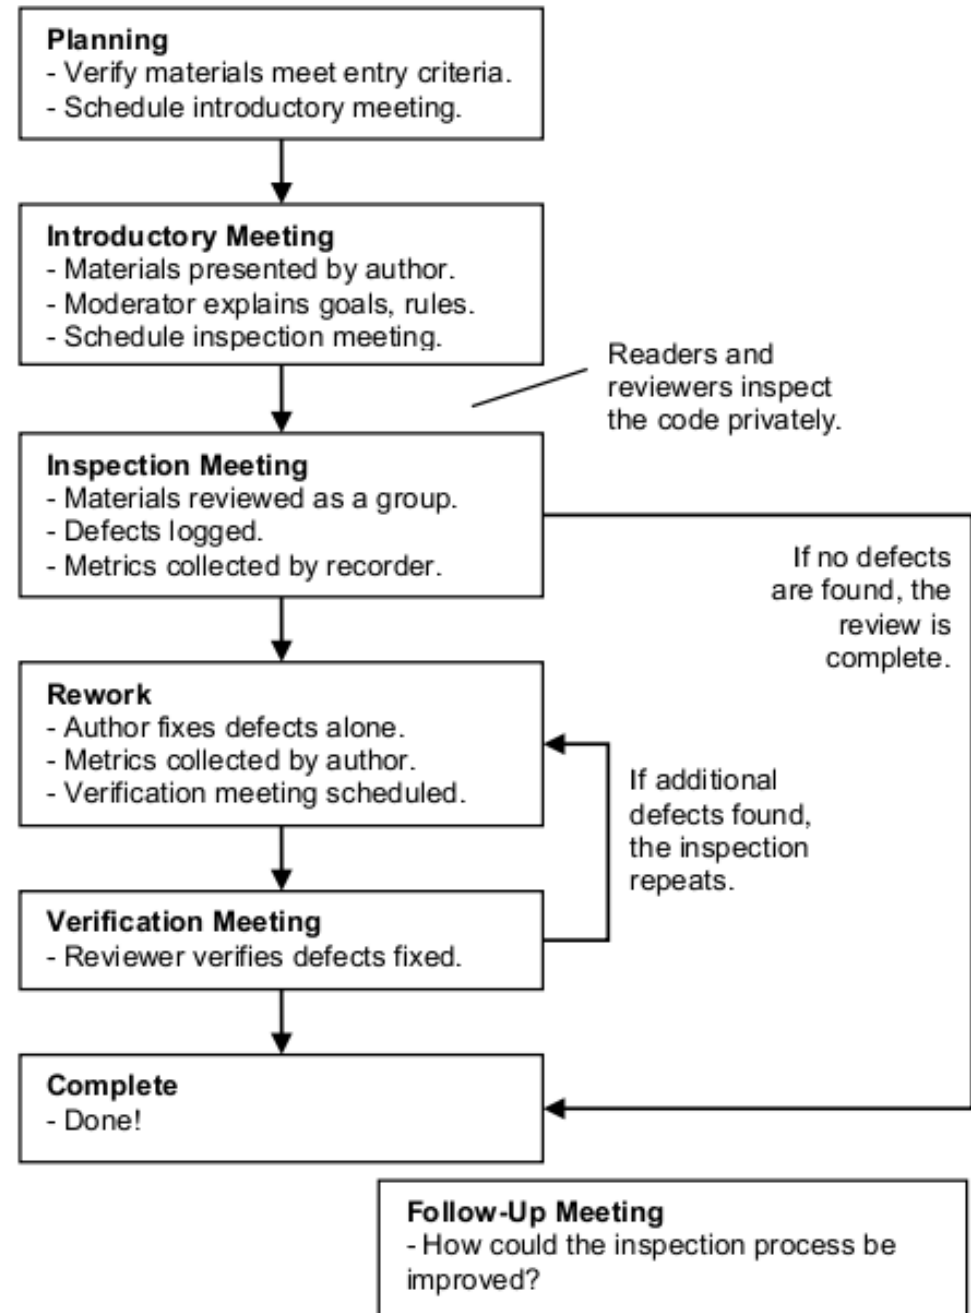 Planning
- Verify materials meet entry criteria.
- Schedule introductory meeting.
Introductory Meeting
- Materials presented by author.
- Moderator explains goals, rules.
- Schedule inspection meeting.
Readers and
reviewers inspect
the code privately.
Inspection Meeting
- Materials reviewed as a group.
- Defects logged.
- Metrics collected by recorder.
If no defects
are found, the
review is
complete.
Rework
- Author fixes defects alone.
- Metrics collected by author.
- Verification meeting scheduled.
If additional
defects found,
the inspection
repeats.
Verification Meeting
- Reviewer verifies defects fixed.
Complete
- Done!
Follow-Up Meeting
- How could the inspection process be
improved?